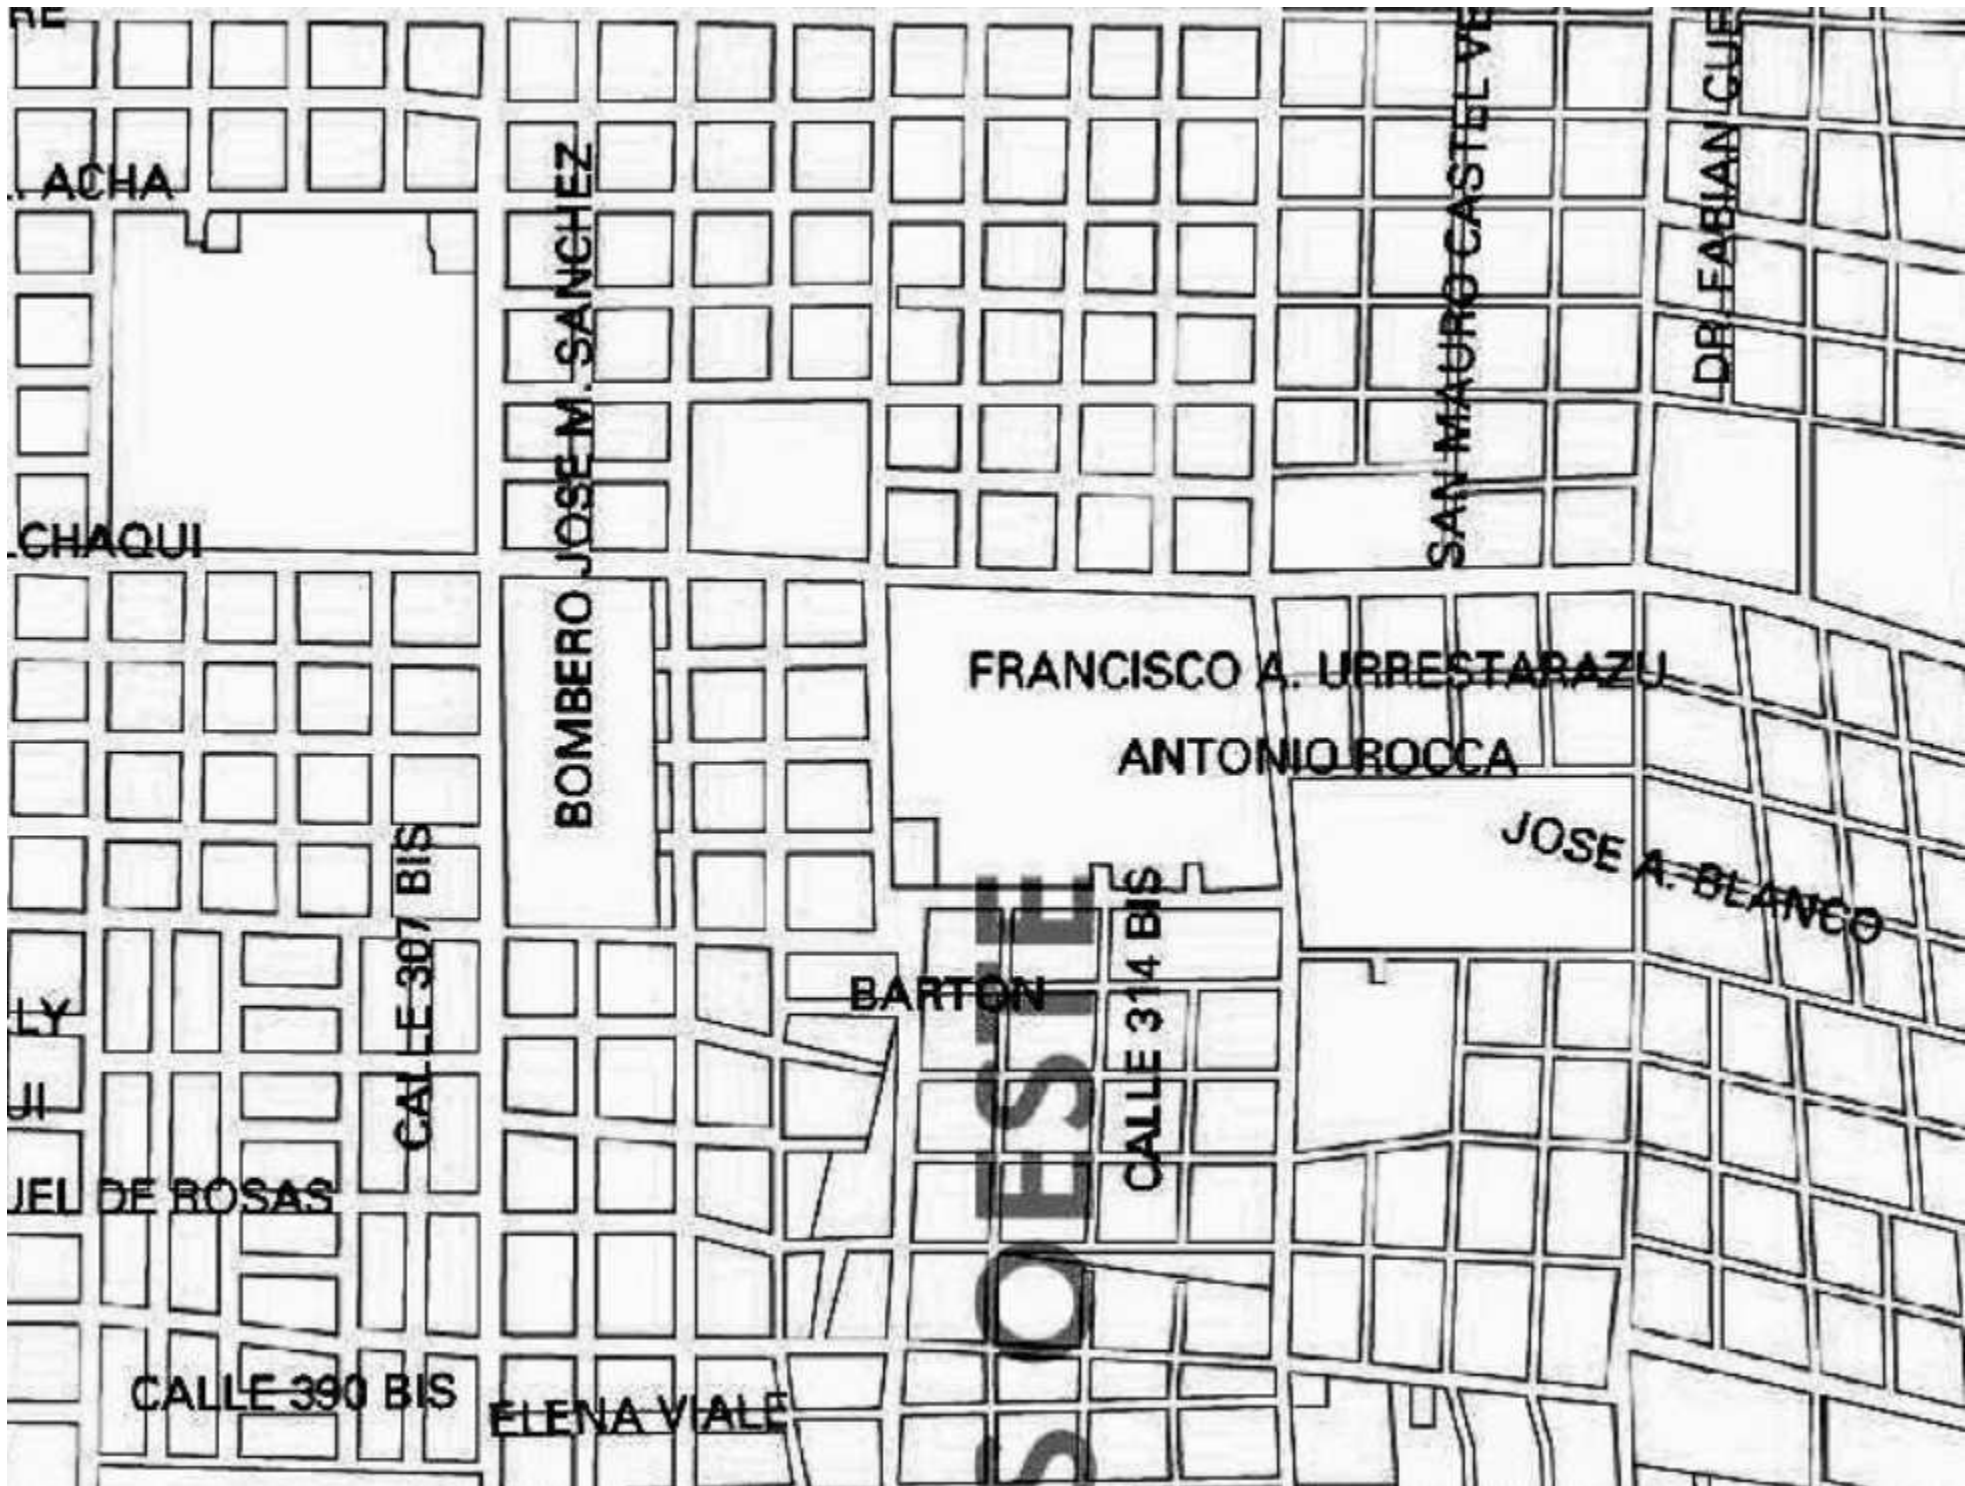 RE
. ACHA
BOMBERO JOSE M. SANCHEZ
SAN MAURO CASTELVE
DR. FABIAN CUE
CHAQUI
FRANCISCO A. URRESTARAZU
ANTONIO ROCCA
JOSE A. BLANCO
CALLE 307 BIS
CALLE 314 BIS
BARTON
LY
UI
UEL DE ROSAS
CALLE 390 BIS
ELENA VIALE
S OESTE